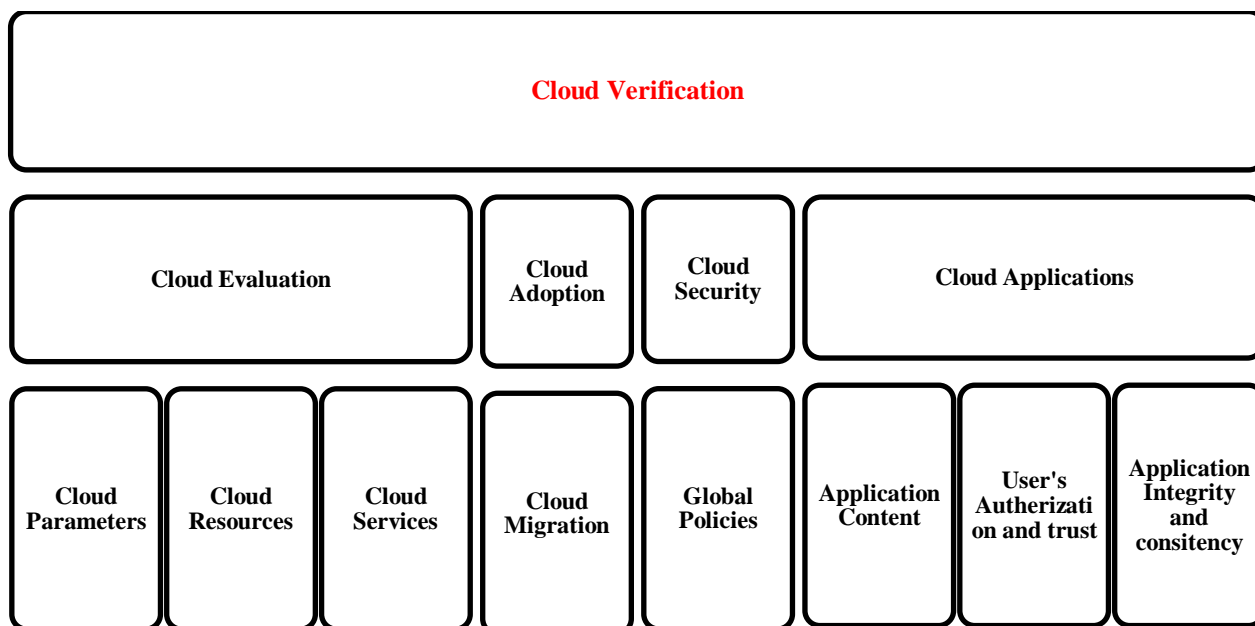 Cloud Verification
Cloud Evaluation
Cloud
Adoption
Cloud
Security
Cloud Applications
Cloud
Parameters
Cloud
Resources
Cloud
Services
Cloud
Migration
Global
Policies
Application
Content
User's
Autherizati
on and trust
Application
Integrity
and
consitency